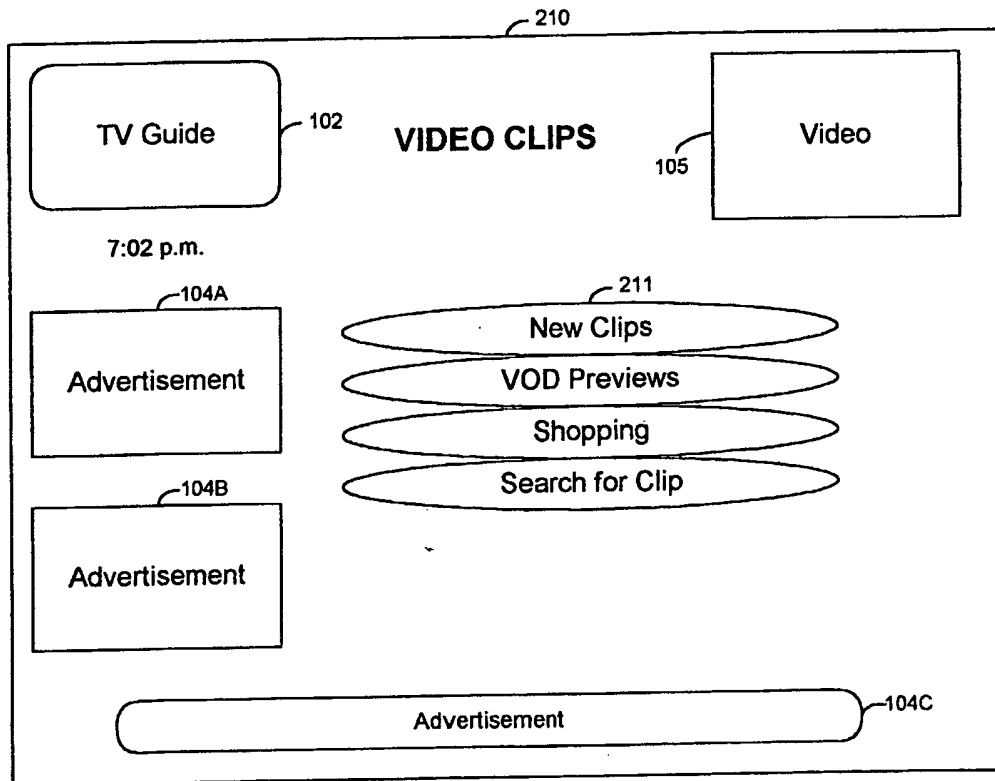 210
TV Guide
102
VIDEO CLIPS
105
Video
7:02 p.m.
104A
Advertisement
211
New Clips
VOD Previews
Shopping
Search for Clip
104B
Advertisement
Advertisement
104C